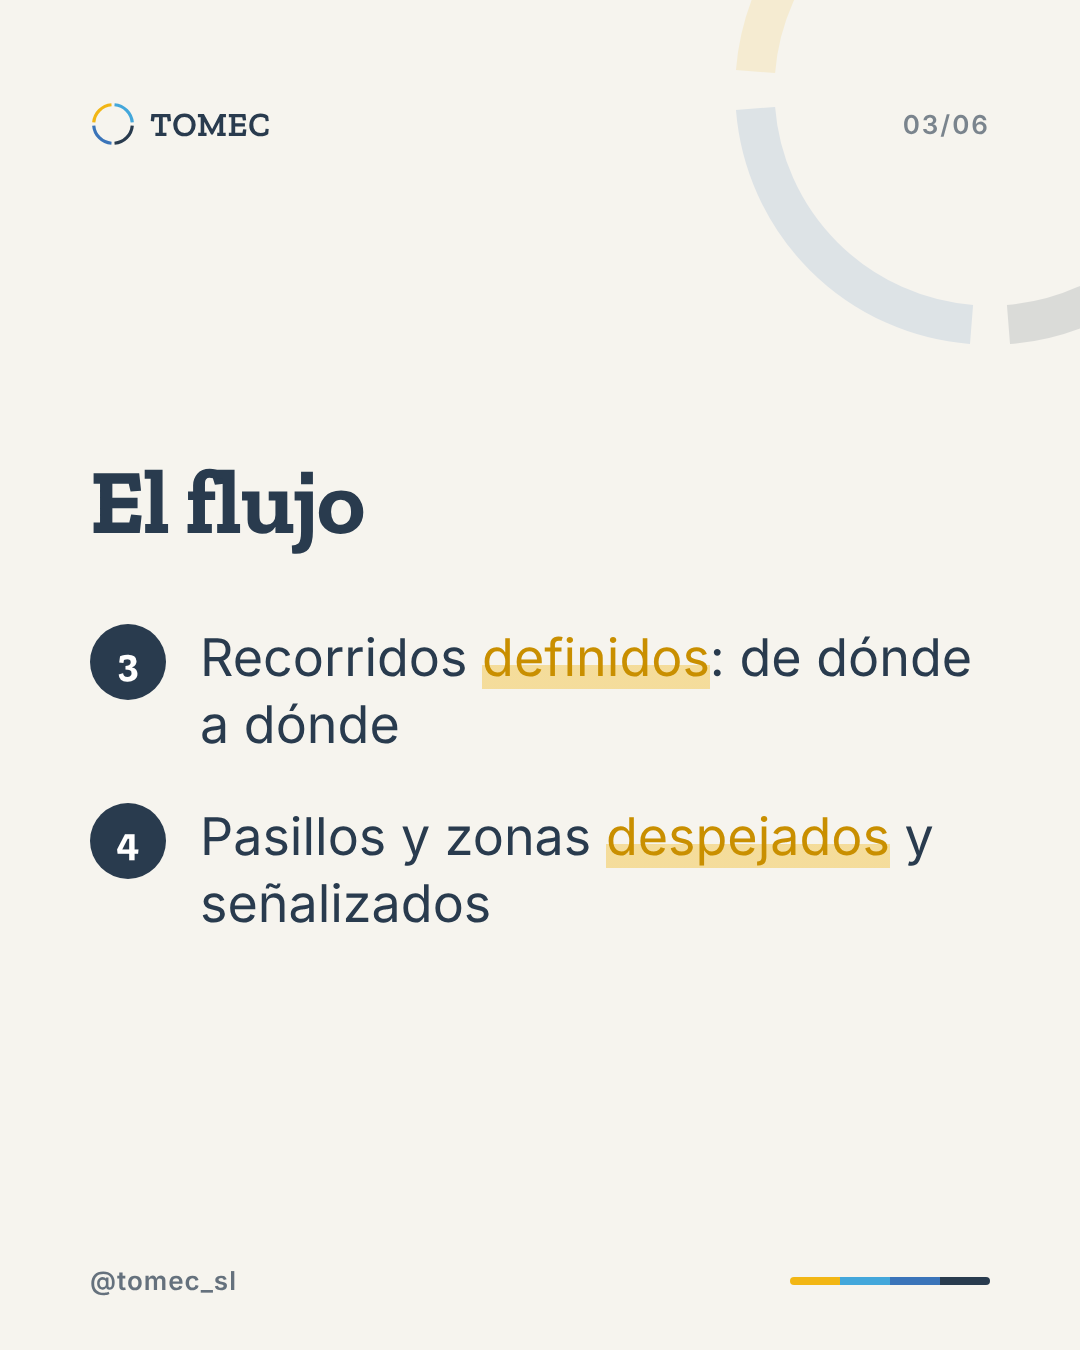 TOMEC
03/06
El flujo
3
Recorridos definidos: de dónde
a dónde
4
Pasillos y zonas despejados y
señalizados
@tomec_sl